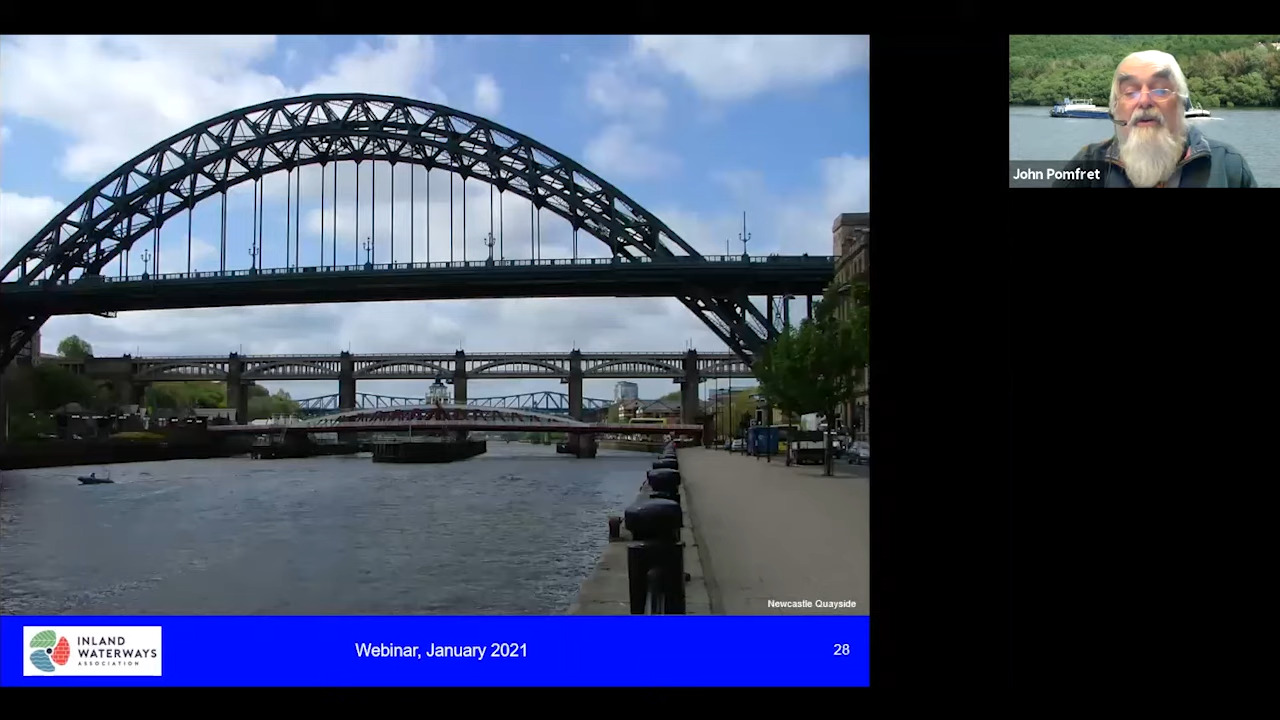 John Pomfret
Newcastle Quayside
INLAND
WATERWAYS
ASSOCIATION
Webinar, January 2021
28